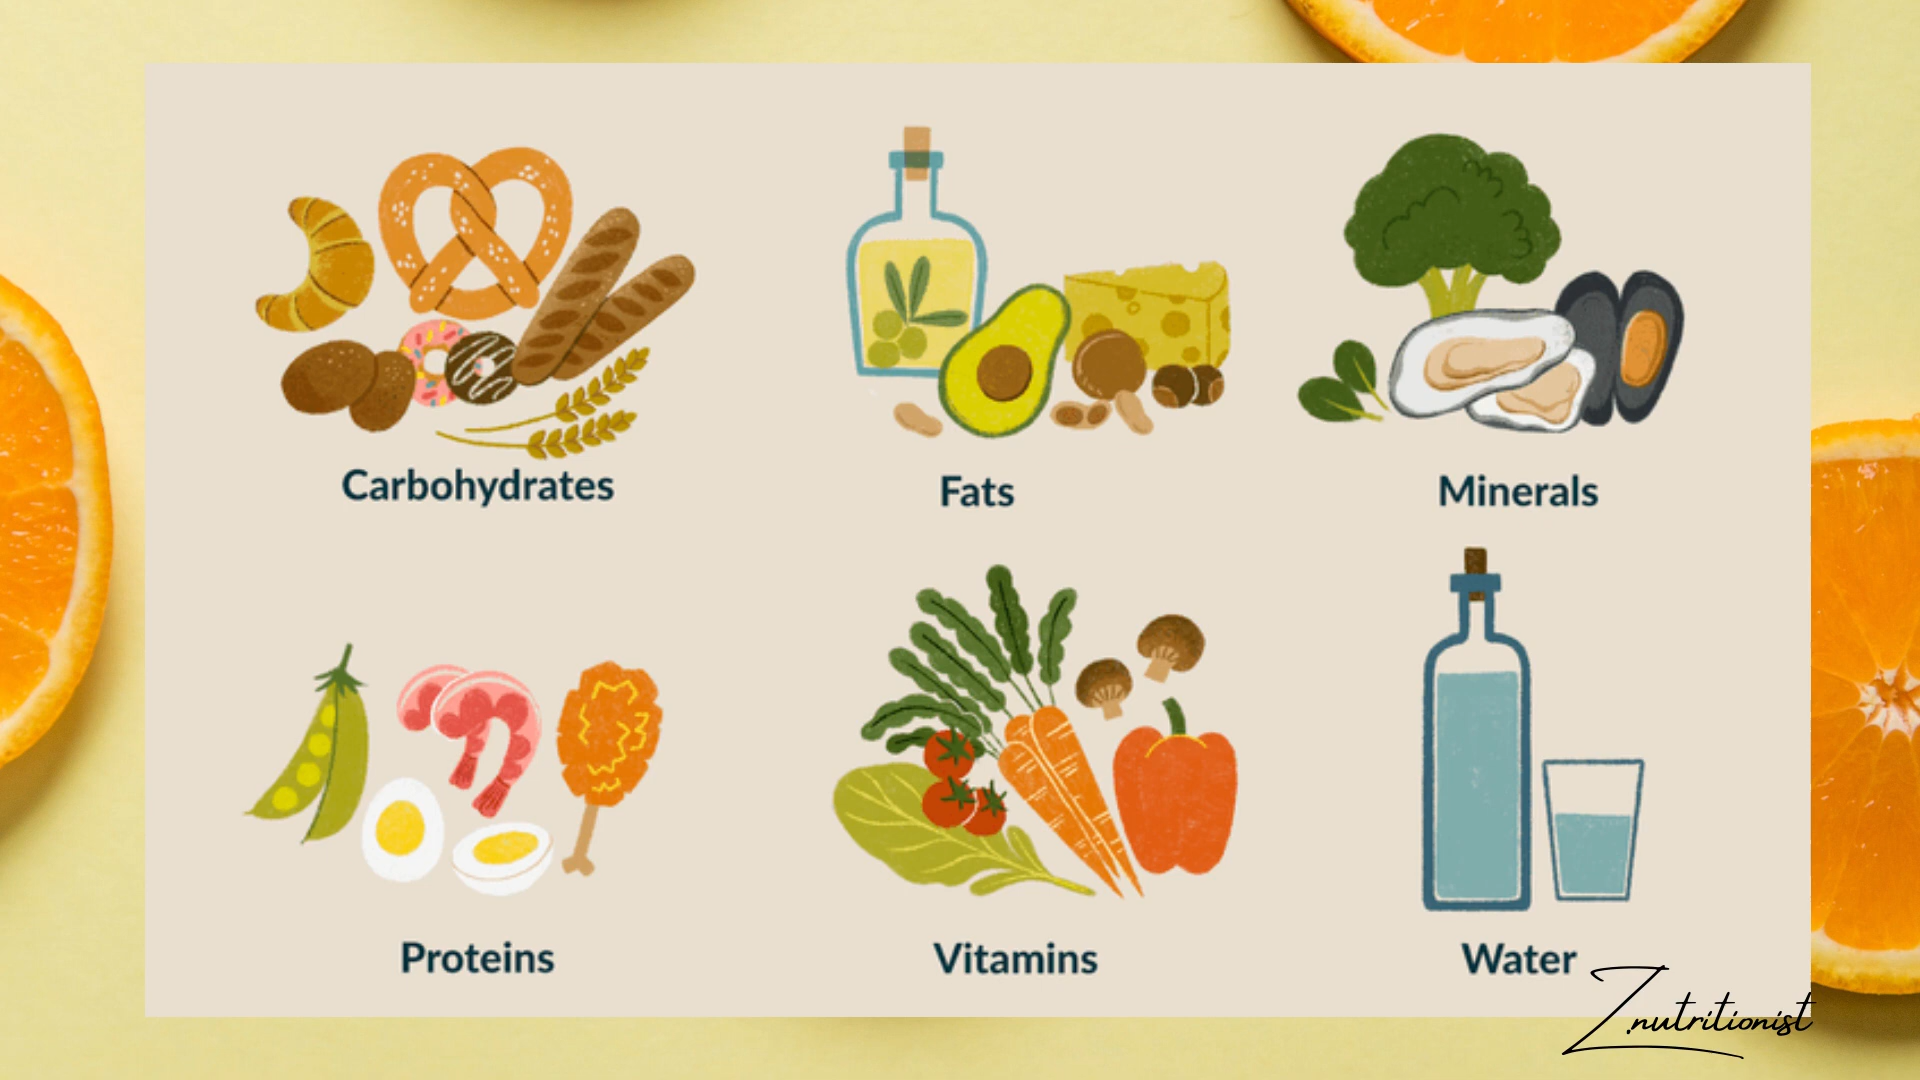 Carbohydrates
Fats
Minerals
Proteins
Vitamins
Water
Z.nutritionist